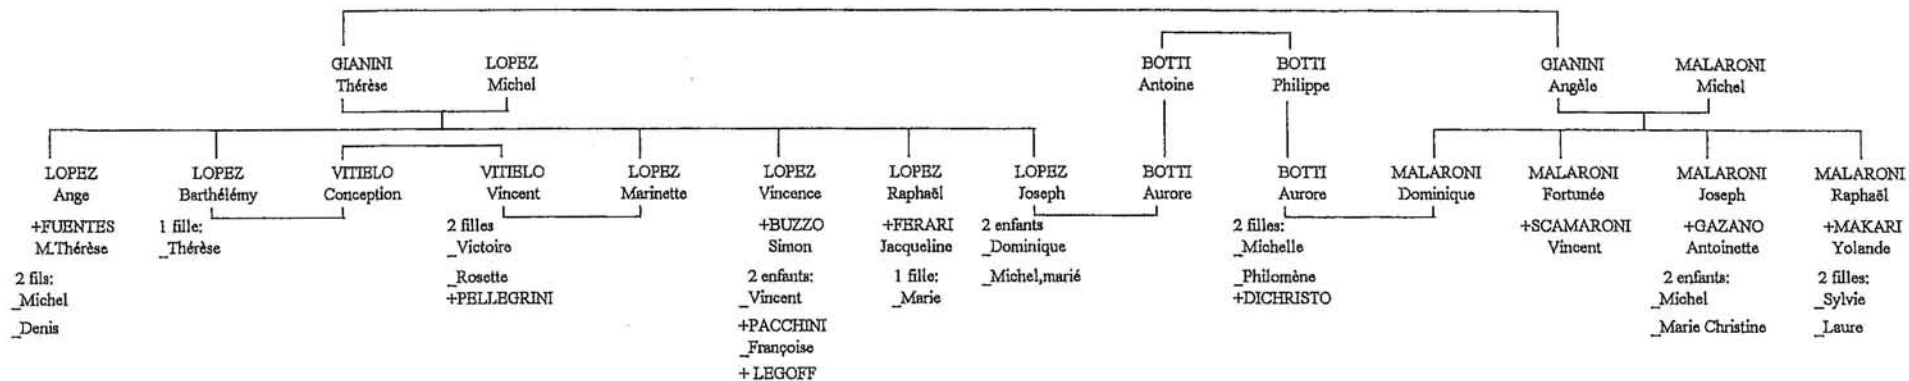 GIANINI
Thérèse
LOPEZ
Michel
BOTTI
Antoine
BOTTI
Philippe
GIANINI
Angèle
MALARONI
Michel
LOPEZ
Ange
+FUENTES
M.Thérèse
2 fils:
_Michel
_Denis
LOPEZ
Barthélémy
1 fille:
_Thérèse
VITIELO
Conception
VITIELO
Vincent
2 filles
_Victoire
_Rosette
+PELLEGRINI
LOPEZ
Marinette
LOPEZ
Vincence
+BUZZO
Simon
2 enfants:
_Vincent
+PACCHINI
_Françoise
+ LEGOFF
LOPEZ
Raphaël
+FERARI
Jacqueline
1 fille:
_Marie
LOPEZ
Joseph
2 enfants
_Dominique
_Michel,marié
BOTTI
Aurore
BOTTI
Aurore
2 filles:
_Michelle
_Philomène
+DICHRISTO
MALARONI
Dominique
MALARONI
Fortunée
+SCAMARONI
Vincent
MALARONI
Joseph
+GAZANO
Antoinette
2 enfants:
_Michel
_Marie Christine
MALARONI
Raphaël
+MAKARI
Yolande
2 filles:
_Sylvie
_Laure